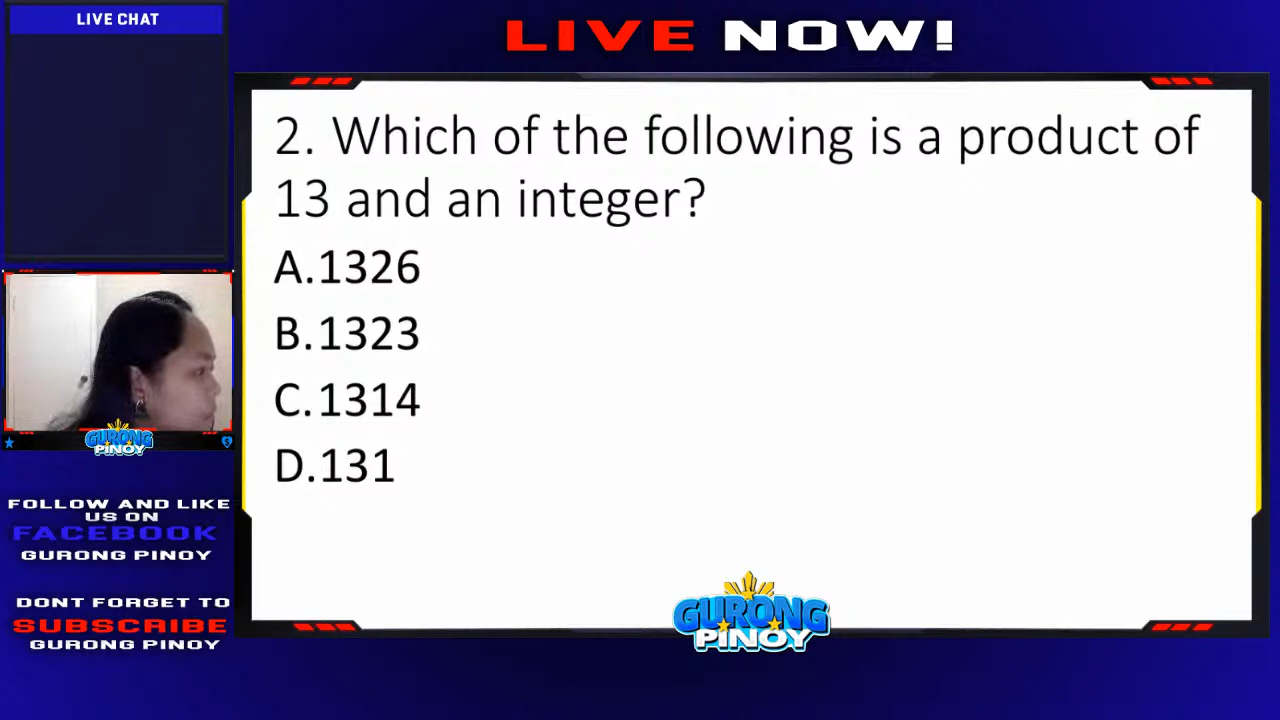 LIVE CHAT
LIVE NOW!
2. Which of the following is a product of
13 and an integer?
A.1326
B.1323
C.1314
D.131
GURONG
PINOY
FOLLOW AND LIKE
US ON
FACEBOOK
GURONG PINOY
DONT FORGET TO
SUBSCRIBE
GURONG PINOY
GURONG
PINOY